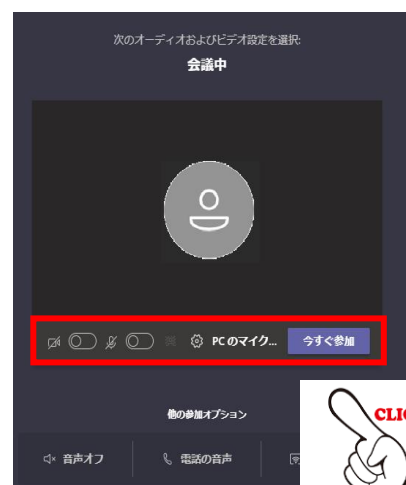 次のオーディオおよびビデオ設定を選択:
会議中
PC のマイク... 今すぐ参加
他の参加オプション
音声オフ 電話の音声